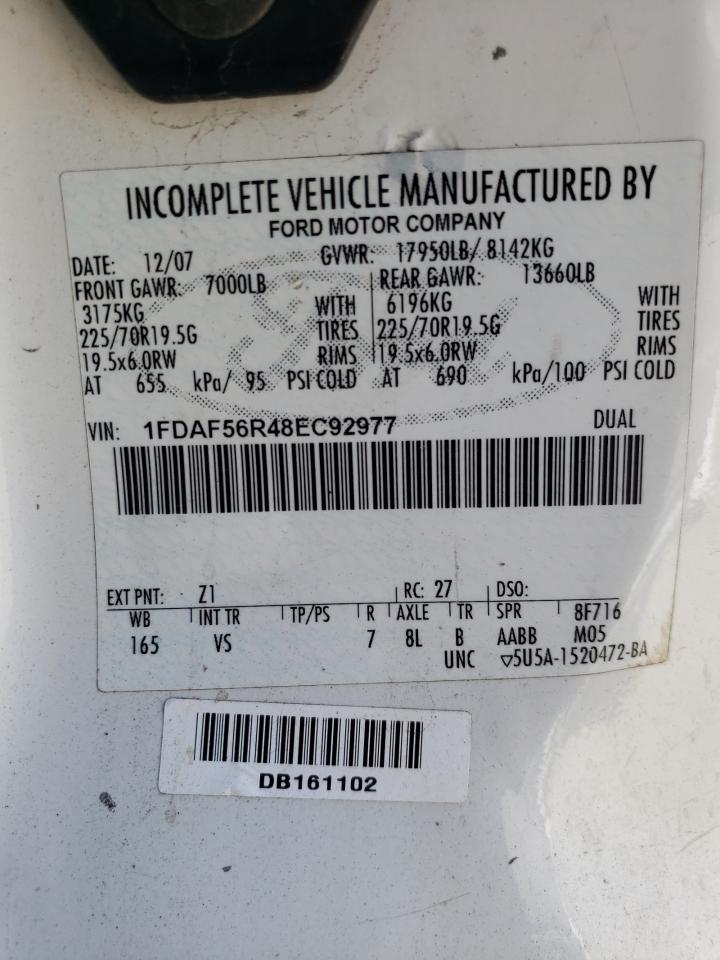 INCOMPLETE VEHICLE MANUFACTURED BY
FORD MOTOR COMPANY
DATE: 12/07 GVWR: 17950LB/ 8142KG
FRONT GAWR: 7000LB REAR GAWR: 13660LB
3175KG WITH 6196KG WITH
225/70R19.5G TIRES 225/70R19.5G TIRES
19.5x6.0RW RIMS 19.5x6.0RW RIMS
AT 655 kPa/ 95 PSI COLD AT 690 kPa/100 PSI COLD
VIN: 1FDAF56R48EC92977 DUAL
EXT PNT: Z1 RC: 27 DSO:
WB INT TR TP/PS R AXLE TR SPR 8F716
165 VS 7 8L B AABB M05
UNC ▽5U5A-1520472-BA
DB161102